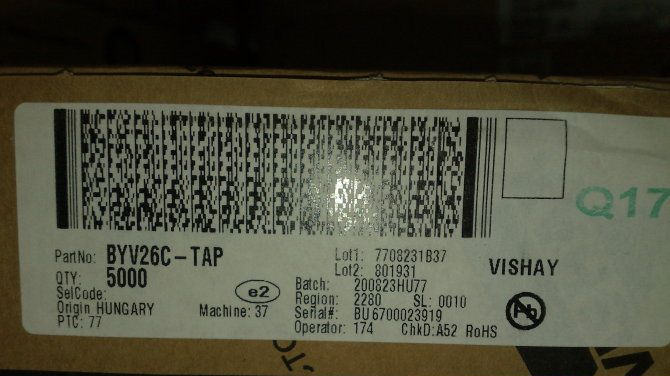 PartNo: BYV26C-TAP
QTY: 5000
SelCode:
Origin HUNGARY
PTC: 77
e2
Machine: 37
Lot1: 7708231B37
Lot2: 801931
Batch: 200823HU77
Region: 2280 SL: 0010
Serial#: BU6700023919
Operator: 174 ChkD: A52 RoHS
VISHAY
Pb
Q17